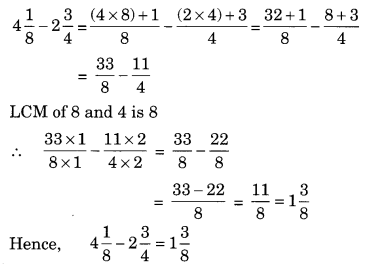 4 1/8 − 2 3/4 = (4×8)+1/8 − (2×4)+3/4 = 32+1/8 − 8+3/4
= 33/8 − 11/4
LCM of 8 and 4 is 8
∴ 33×1/8×1 − 11×2/4×2 = 33/8 − 22/8
= 33−22/8 = 11/8 = 1 3/8
Hence, 4 1/8 − 2 3/4 = 1 3/8